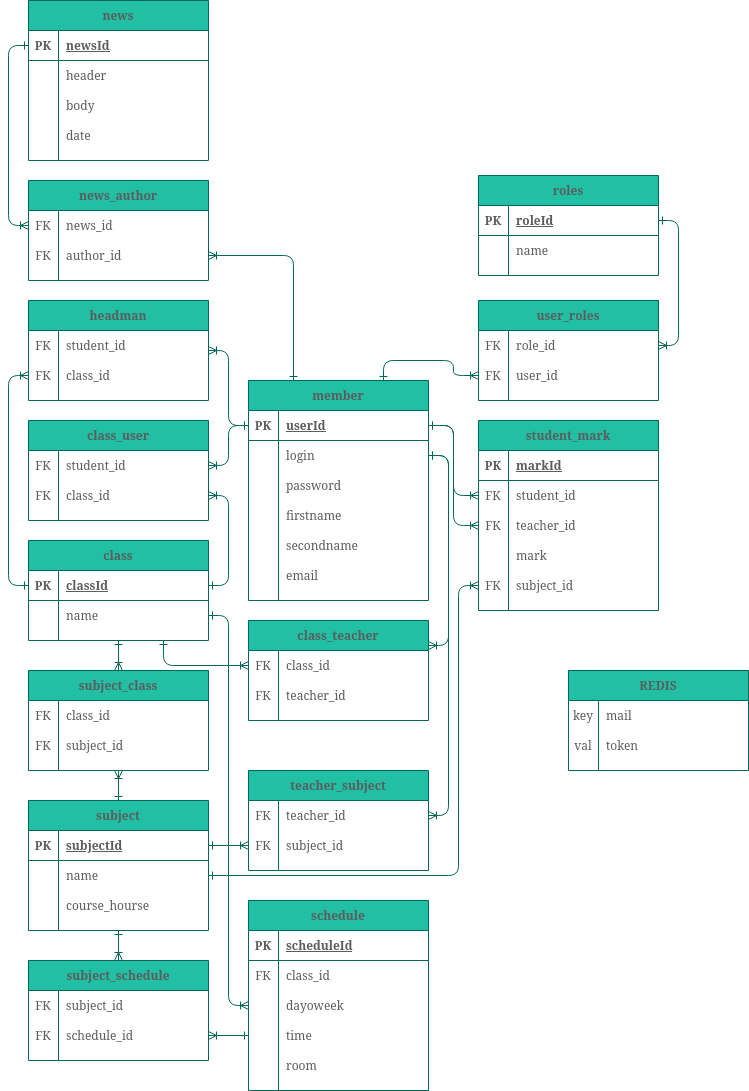 news
PK newsId
header
body
date
news_author
FK news_id
FK author_id
roles
PK roleId
name
headman
FK student_id
FK class_id
user_roles
FK role_id
FK user_id
class_user
FK student_id
FK class_id
member
PK userId
login
password
firstname
secondname
email
student_mark
PK markId
FK student_id
FK teacher_id
mark
FK subject_id
class
PK classId
name
class_teacher
FK class_id
FK teacher_id
subject_class
FK class_id
FK subject_id
REDIS
key mail
val token
teacher_subject
FK teacher_id
FK subject_id
subject
PK subjectId
name
course_hourse
schedule
PK scheduleId
FK class_id
dayoweek
time
room
subject_schedule
FK subject_id
FK schedule_id